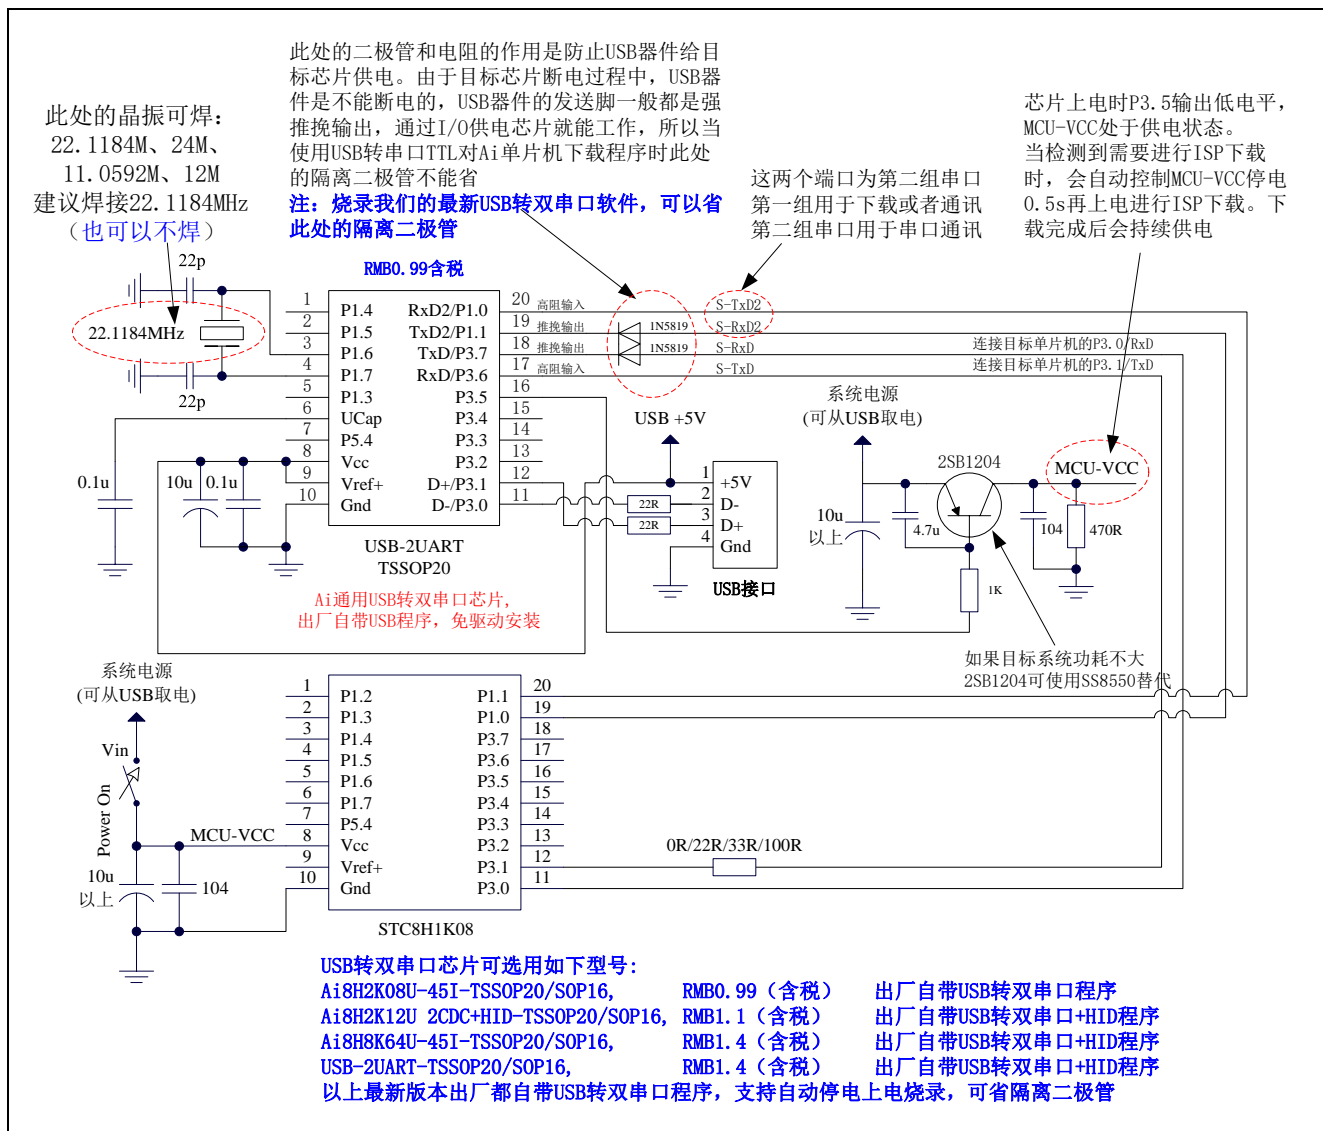 此处的二极管和电阻的作用是防止USB器件给目
标芯片供电。由于目标芯片断电过程中，USB器
件是不能断电的，USB器件的发送脚一般都是强
推挽输出，通过I/O供电芯片就能工作，所以当
使用USB转串口TTL对Ai单片机下载程序时此处
的隔离二极管不能省
注：烧录我们的最新USB转双串口软件，可以省
此处的隔离二极管
此处的晶振可焊：
22.1184M、24M、
11.0592M、12M
建议焊接22.1184MHz
（也可以不焊）
这两个端口为第二组串口
第一组用于下载或者通讯
第二组串口用于串口通讯
芯片上电时P3.5输出低电平，
MCU-VCC处于供电状态。
当检测到需要进行ISP下载
时，会自动控制MCU-VCC停电
0.5s再上电进行ISP下载。下
载完成后会持续供电
RMB0.99含税
22p
22.1184MHz
22p
1 P1.4
2 P1.5
3 P1.6
4 P1.7
5 P1.3
6 UCap
7 P5.4
8 Vcc
9 Vref+
10 Gnd
RxD2/P1.0 20 高阻输入 S-TxD2
TxD2/P1.1 19 推挽输出 1N5819 S-RxD2
TxD/P3.7 18 推挽输出 1N5819 S-RxD 连接目标单片机的P3.0/RxD
RxD/P3.6 17 高阻输入 S-TxD 连接目标单片机的P3.1/TxD
P3.5 16
P3.4 15
P3.3 14
P3.2 13
D+/P3.1 12
D-/P3.0 11
0.1u
10u
0.1u
USB-2UART
TSSOP20
Ai通用USB转双串口芯片，
出厂自带USB程序，免驱动安装
USB +5V
22R
22R
1 +5V
2 D-
3 D+
4 Gnd
USB接口
系统电源
(可从USB取电)
2SB1204
MCU-VCC
10u
以上
4.7u
104
470R
1K
如果目标系统功耗不大
2SB1204可使用SS8550替代
系统电源
(可从USB取电)
Vin
Power On
MCU-VCC
10u
以上
104
1 P1.2
2 P1.3
3 P1.4
4 P1.5
5 P1.6
6 P1.7
7 P5.4
8 Vcc
9 Vref+
10 Gnd
P1.1 20
P1.0 19
P3.7 18
P3.6 17
P3.5 16
P3.4 15
P3.3 14
P3.2 13
P3.1 12
P3.0 11
0R/22R/33R/100R
STC8H1K08
USB转双串口芯片可选用如下型号：
Ai8H2K08U-45I-TSSOP20/SOP16, RMB0.99（含税） 出厂自带USB转双串口程序
Ai8H2K12U 2CDC+HID-TSSOP20/SOP16, RMB1.1（含税） 出厂自带USB转双串口+HID程序
Ai8H8K64U-45I-TSSOP20/SOP16, RMB1.4（含税） 出厂自带USB转双串口+HID程序
USB-2UART-TSSOP20/SOP16, RMB1.4（含税） 出厂自带USB转双串口+HID程序
以上最新版本出厂都自带USB转双串口程序，支持自动停电上电烧录，可省隔离二极管